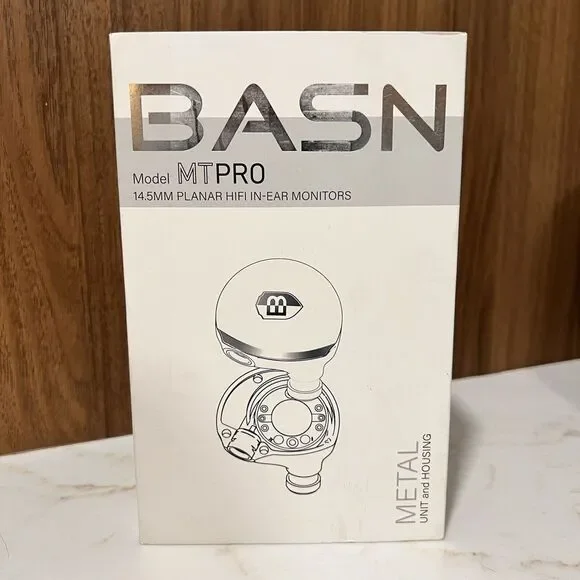 BASN
Model MTPRO
14.5MM PLANAR HIFI IN-EAR MONITORS
B
METAL
UNIT and HOUSING